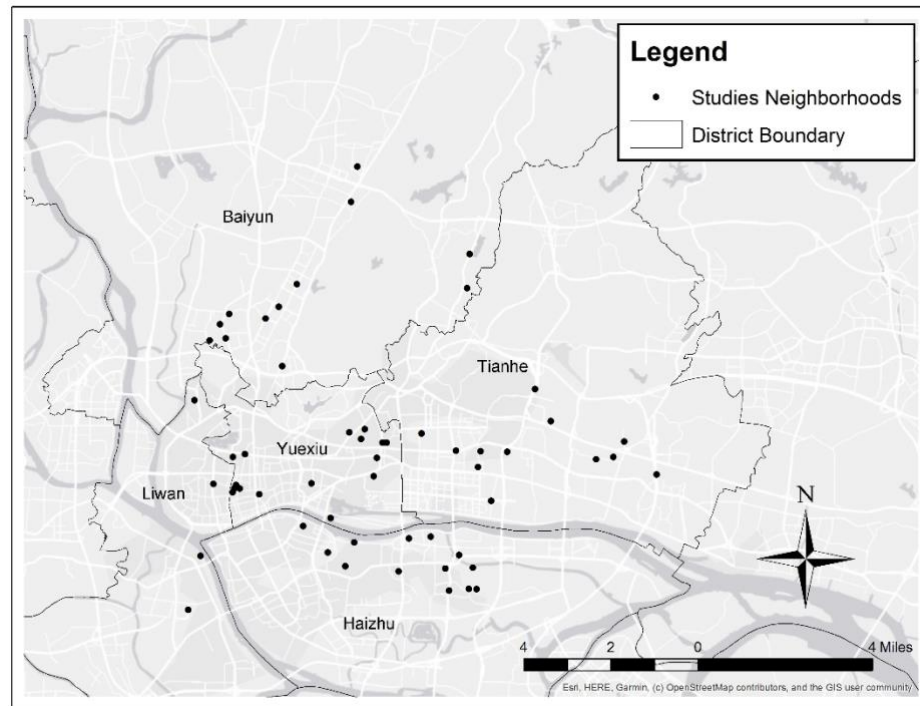 Legend
Studies Neighborhoods
District Boundary
Baiyun
Tianhe
Yuexiu
Liwan
N
Haizhu
4 2 0 4 Miles
Esri, HERE, Garmin, (c) OpenStreetMap contributors, and the GIS user community